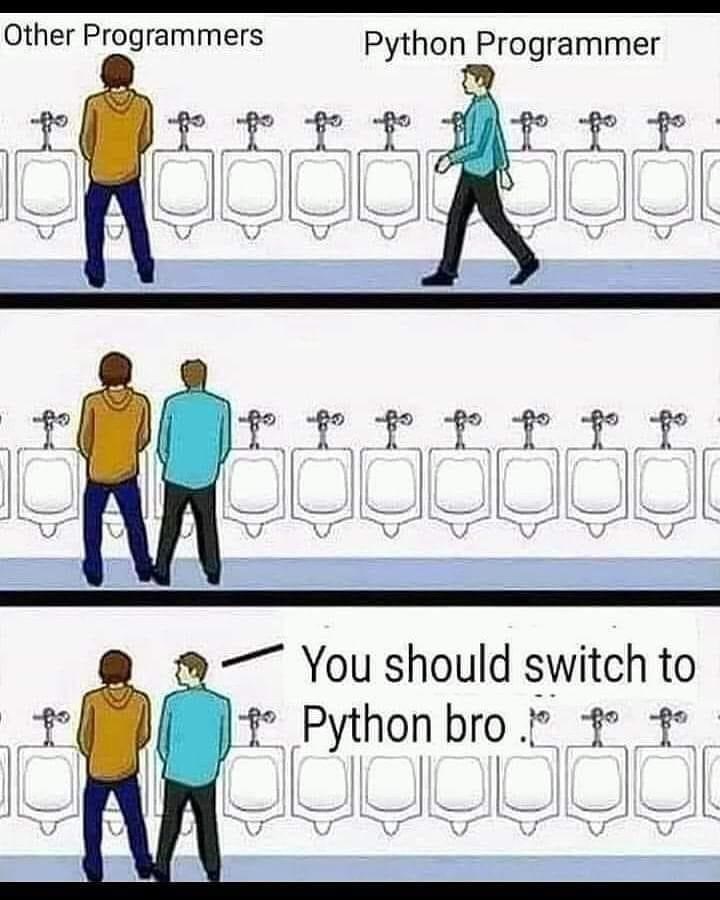 Other Programmers
Python Programmer
You should switch to
Python bro .